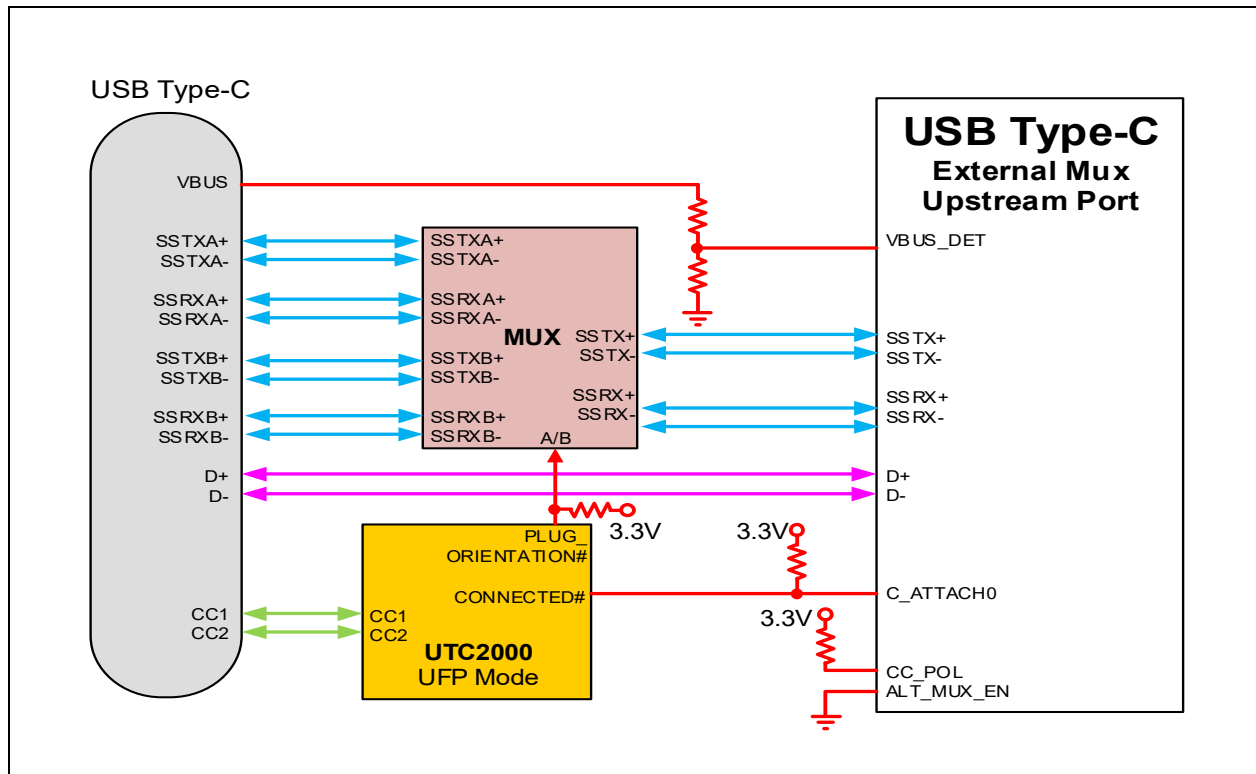 USB Type-C
VBUS
SSTXA+
SSTXA-
SSRXA+
SSRXA-
SSTXB+
SSTXB-
SSRXB+
SSRXB-
D+
D-
CC1
CC2
SSTXA+
SSTXA-
SSRXA+
SSRXA-
MUX
SSTXB+
SSTXB-
SSRXB+
SSRXB-
SSTX+
SSTX-
SSRX+
SSRX-
A/B
3.3V
PLUG_
ORIENTATION#
CONNECTED#
CC1
CC2
UTC2000
UFP Mode
3.3V
3.3V
USB Type-C
External Mux
Upstream Port
VBUS_DET
SSTX+
SSTX-
SSRX+
SSRX-
D+
D-
C_ATTACH0
CC_POL
ALT_MUX_EN